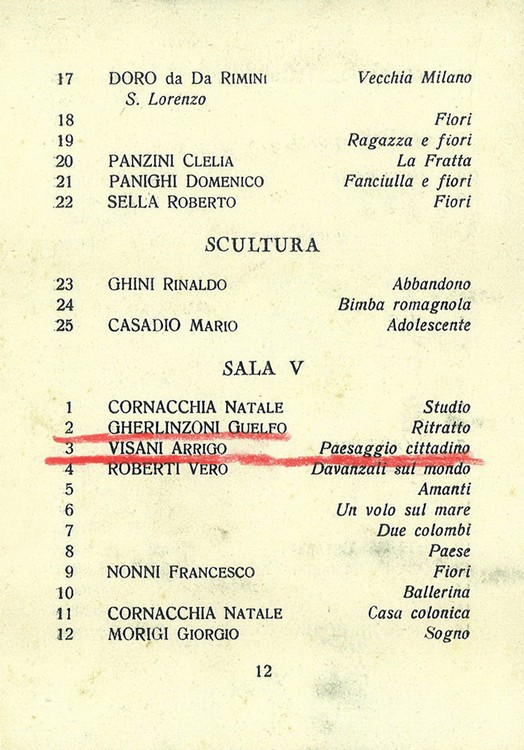 17 DORO da DA RIMINI Vecchia Milano
S. Lorenzo
18 Fiori
19 Ragazza e fiori
20 PANZINI CLELIA La Fratta
21 PANIGHI DOMENICO Fanciulla e fiori
22 SELLA ROBERTO Fiori
SCULTURA
23 GHINI RINALDO Abbandono
24 Bimba romagnola
25 CASADIO MARIO Adolescente
SALA V
1 CORNACCHIA NATALE Studio
2 GHERLINZONI GUELFO Ritratto
3 VISANI ARRIGO Paesaggio cittadino
4 ROBERTI VERO Davanzali sul mondo
5 Amanti
6 Un volo sul mare
7 Due colombi
8 Paese
9 NONNI FRANCESCO Fiori
10 Ballerina
11 CORNACCHIA NATALE Casa colonica
12 MORIGI GIORGIO Sogno
12